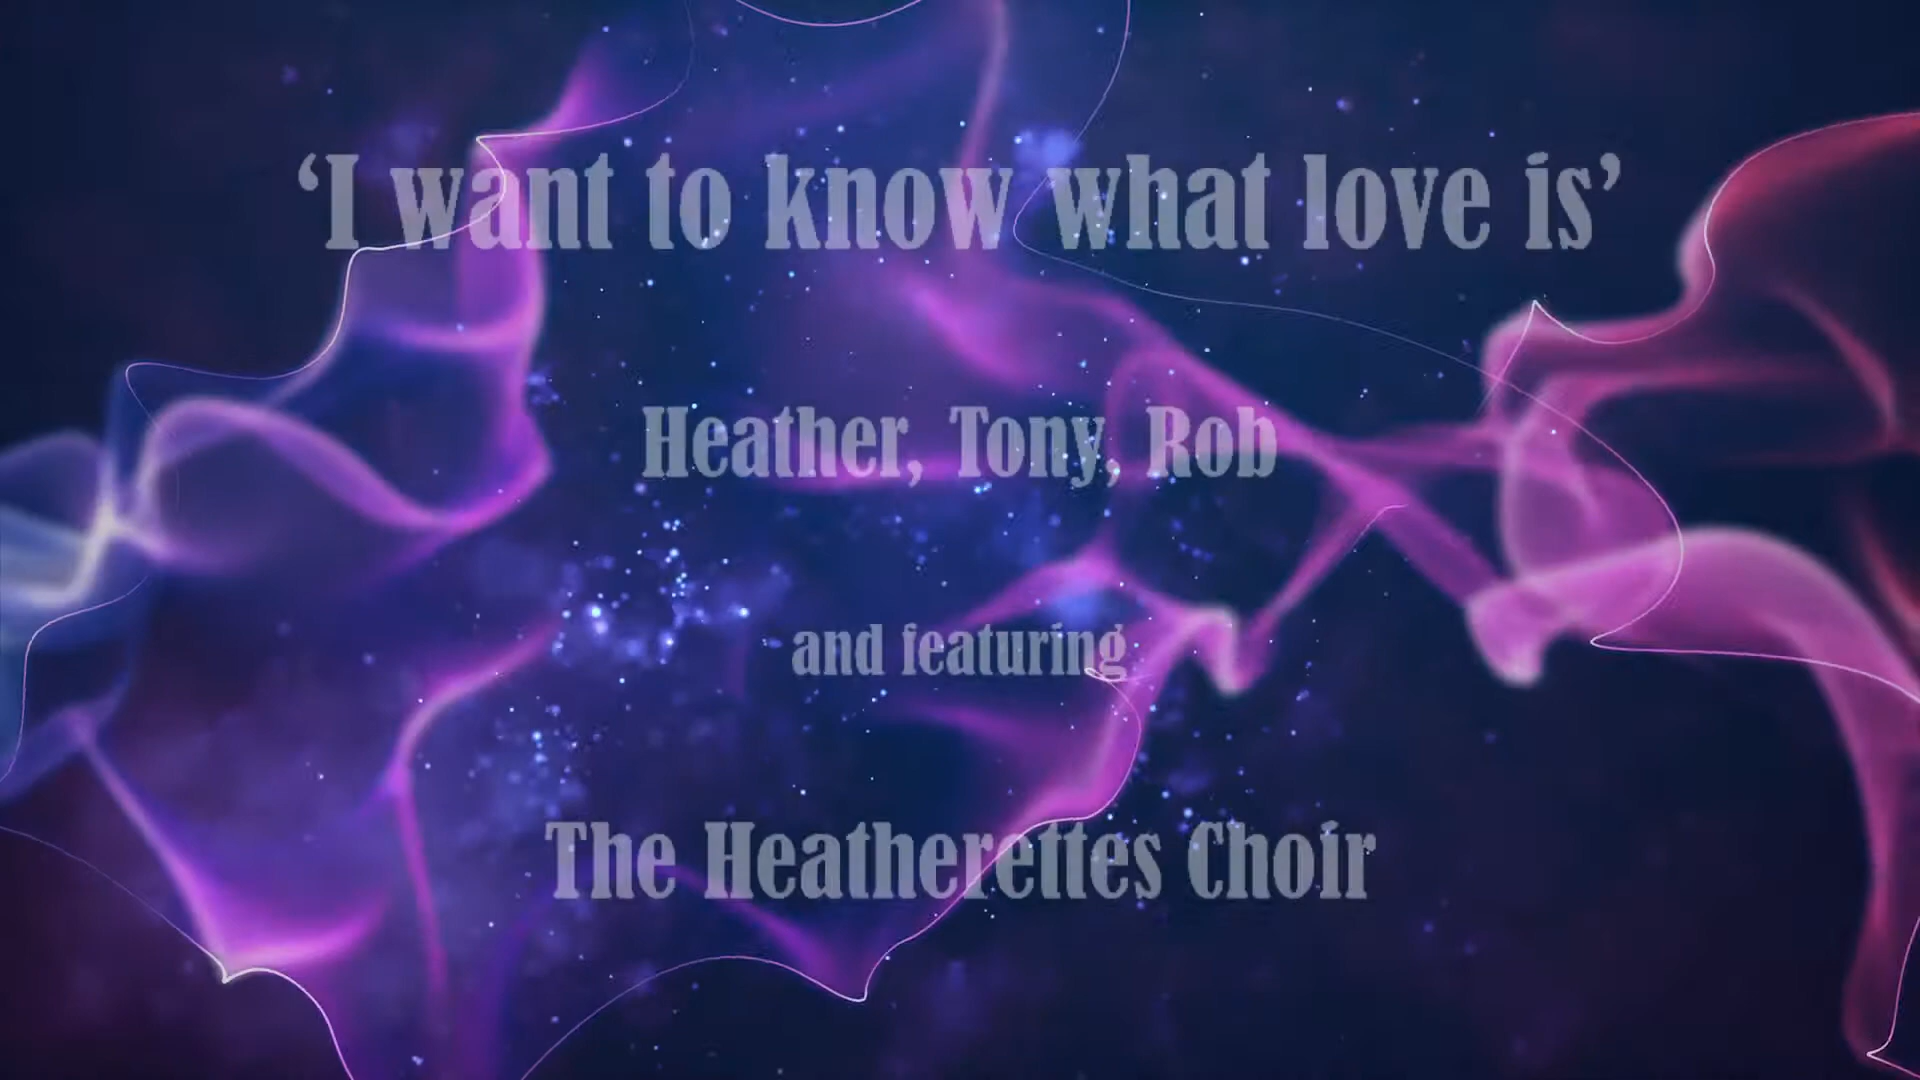 ‘I want to know what love is’
Heather, Tony, Rob
and featuring
The Heatherettes Choir